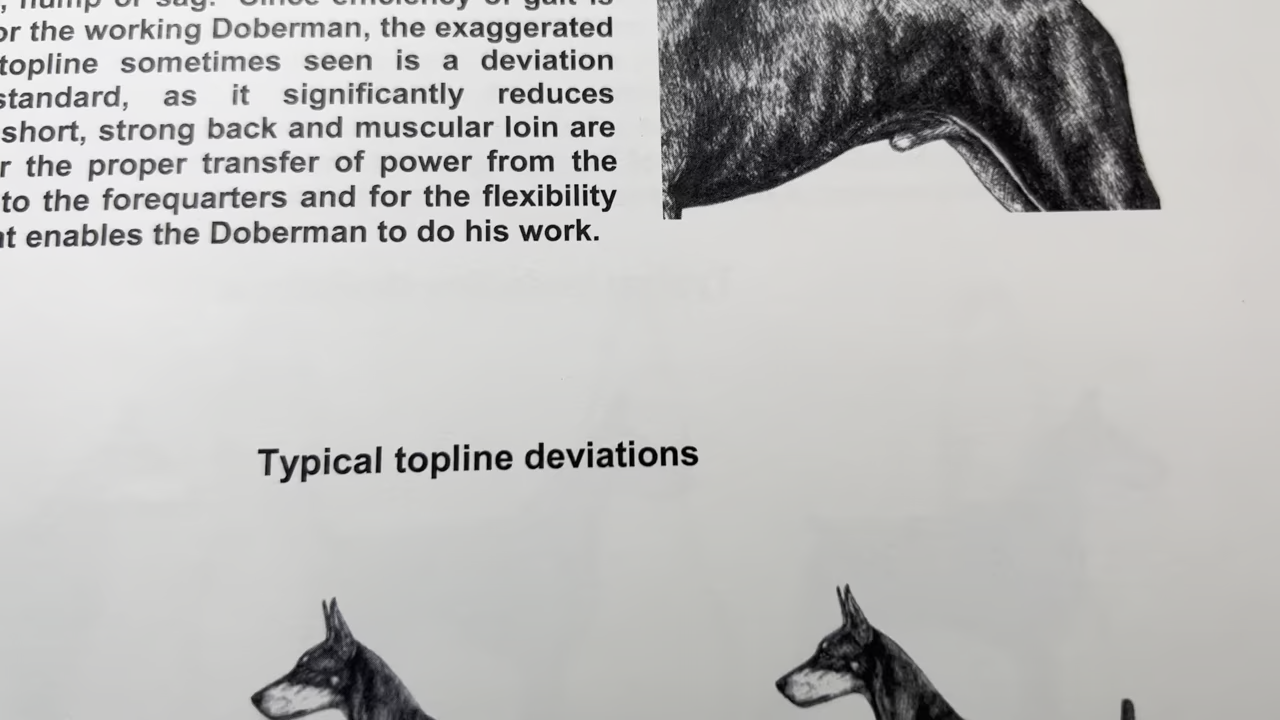 hump or sag. Since efficiency of gait is
or the working Doberman, the exaggerated
topline sometimes seen is a deviation
standard, as it significantly reduces
short, strong back and muscular loin are
the proper transfer of power from the
to the forequarters and for the flexibility
enables the Doberman to do his work.
Typical topline deviations